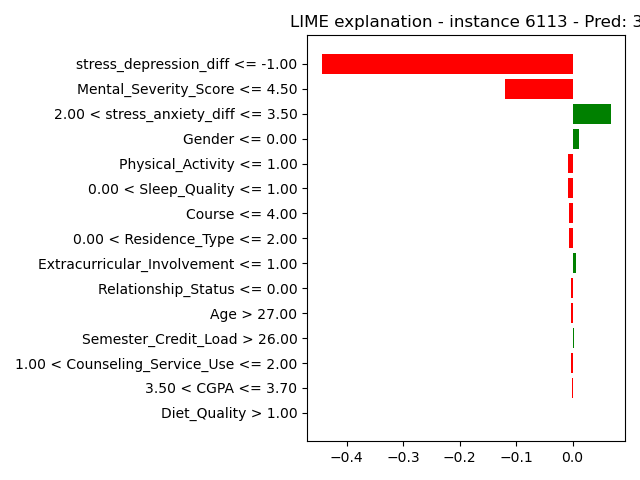 LIME explanation - instance 6113 - Pred: 3
stress_depression_diff <= -1.00
Mental_Severity_Score <= 4.50
2.00 < stress_anxiety_diff <= 3.50
Gender <= 0.00
Physical_Activity <= 1.00
0.00 < Sleep_Quality <= 1.00
Course <= 4.00
0.00 < Residence_Type <= 2.00
Extracurricular_Involvement <= 1.00
Relationship_Status <= 0.00
Age > 27.00
Semester_Credit_Load > 26.00
1.00 < Counseling_Service_Use <= 2.00
3.50 < CGPA <= 3.70
Diet_Quality > 1.00
−0.4 −0.3 −0.2 −0.1 0.0